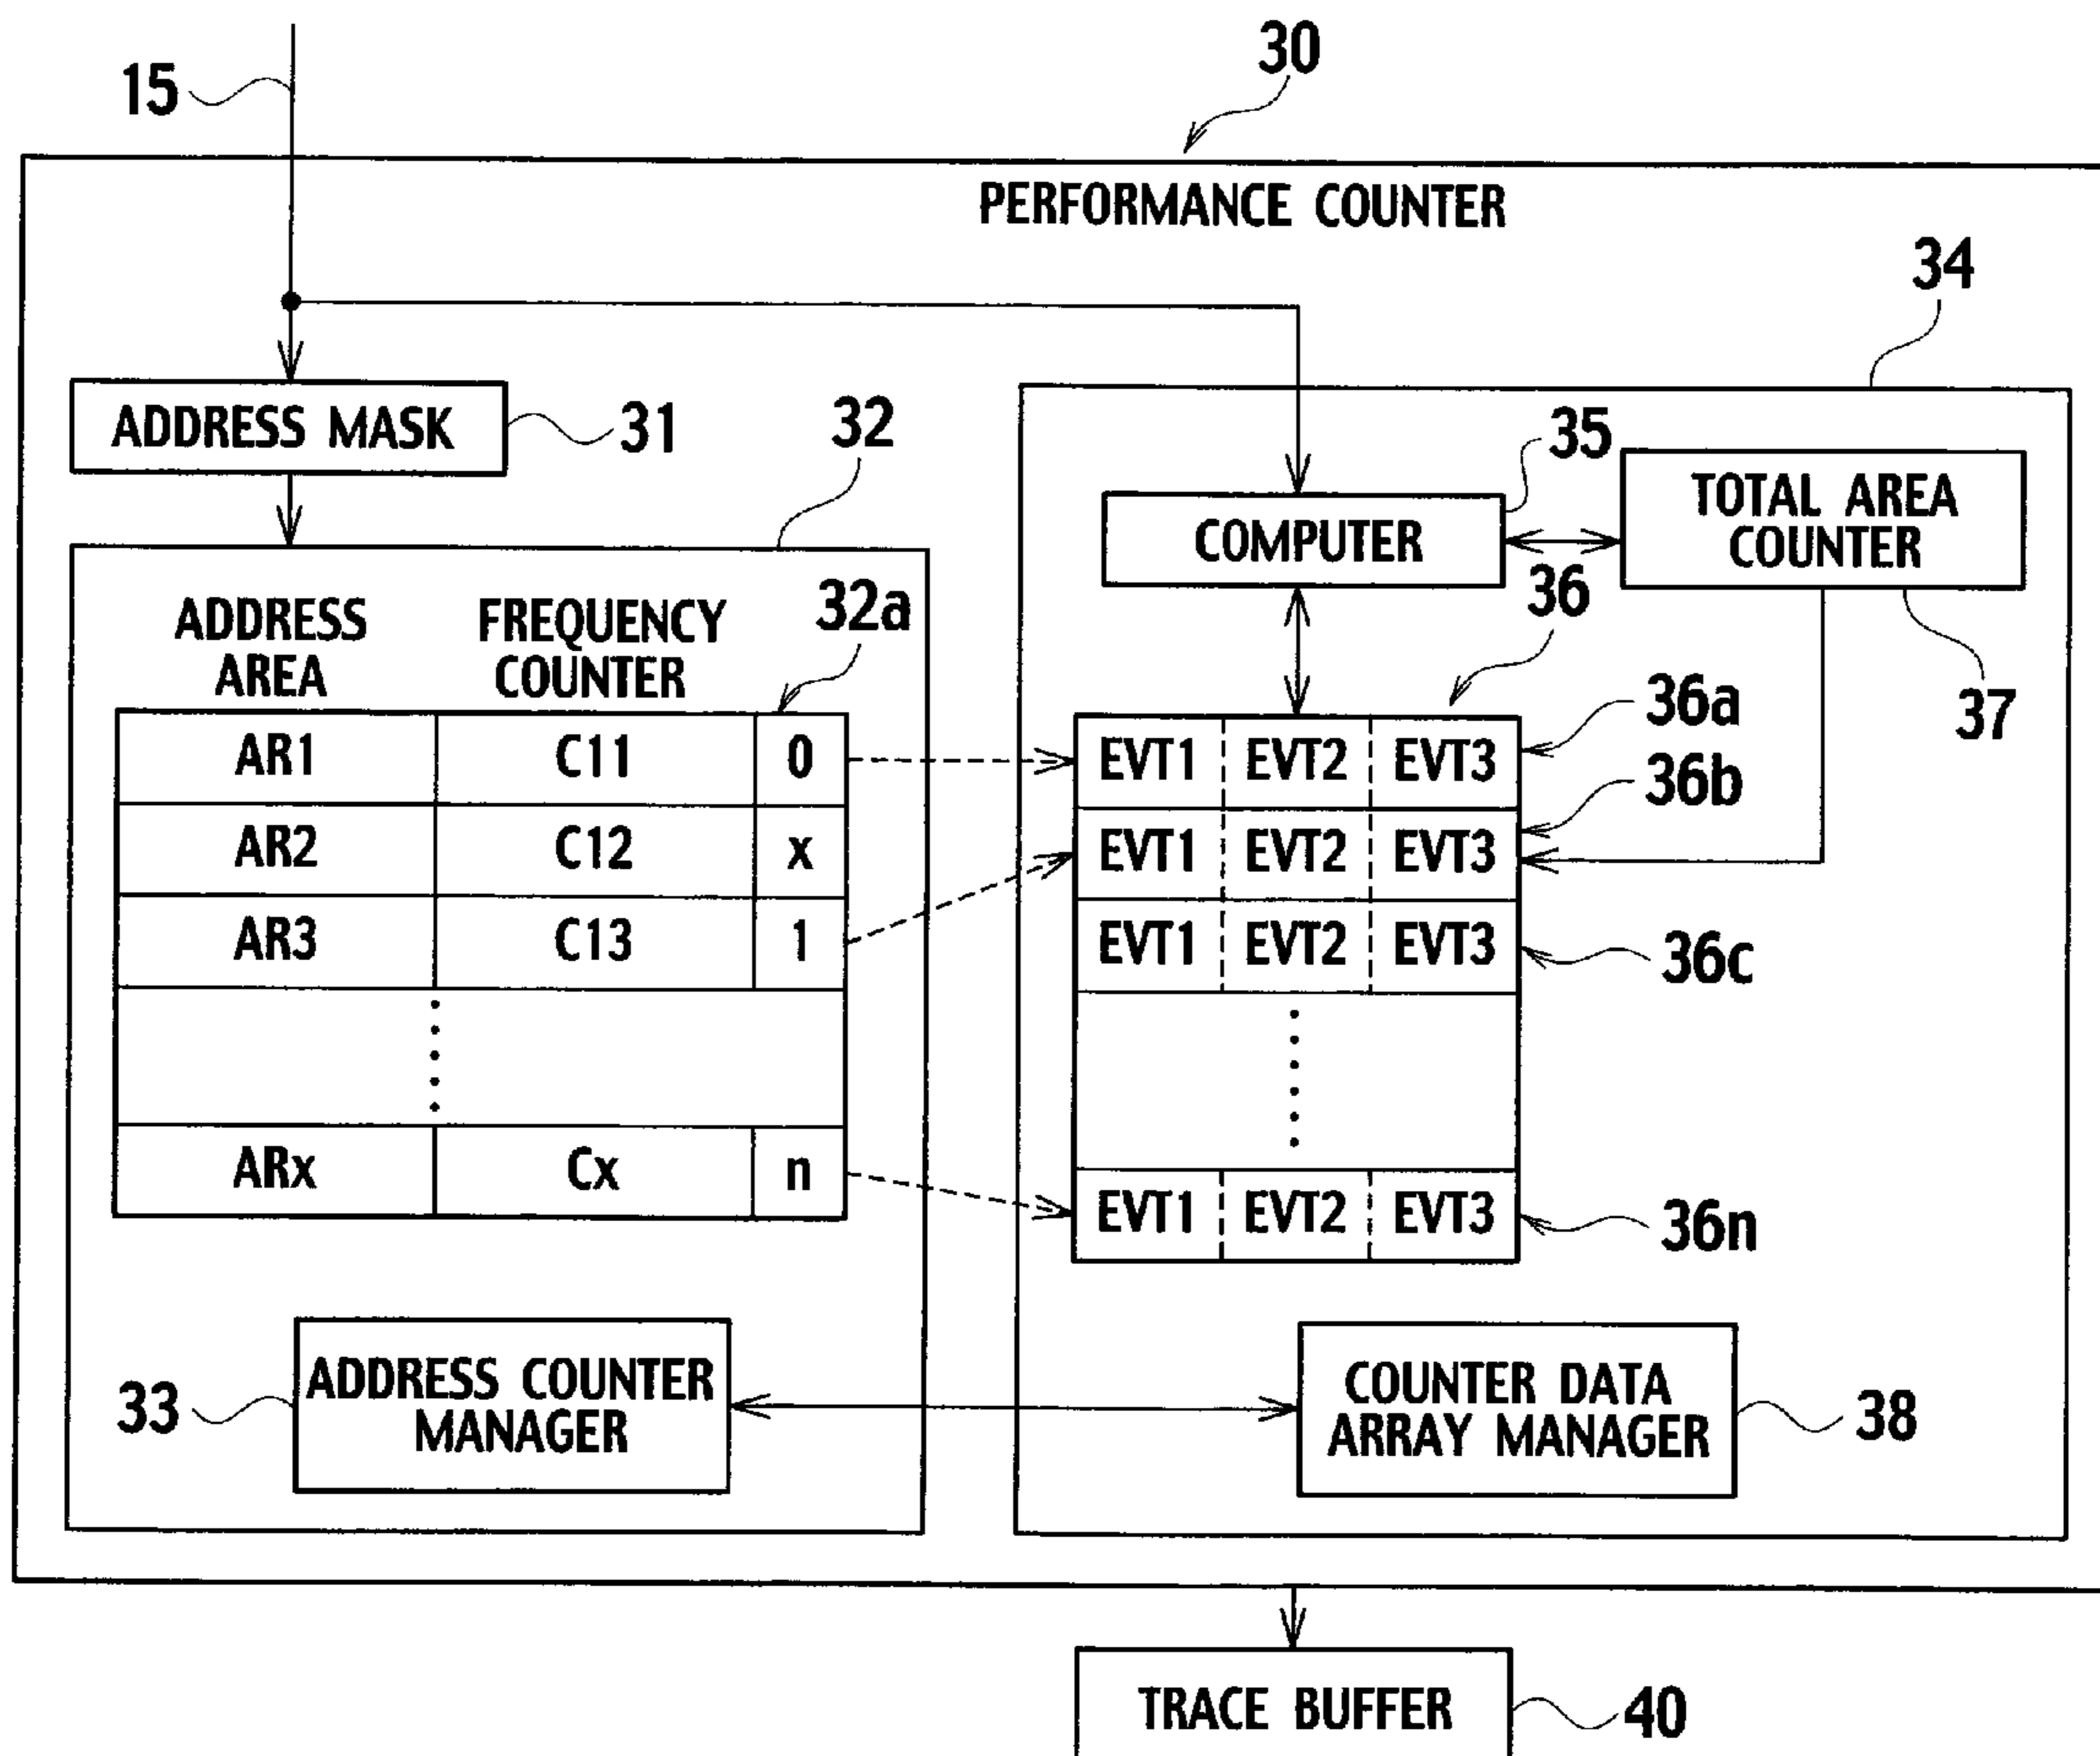 30
15
PERFORMANCE COUNTER
34
ADDRESS MASK
31
32
35
TOTAL AREA
COUNTER
COMPUTER
36
37
ADDRESS
AREA
FREQUENCY
COUNTER
32a
AR1 C11 0
AR2 C12 x
AR3 C13 1
ARx Cx n
EVT1 EVT2 EVT3 36a
EVT1 EVT2 EVT3 36b
EVT1 EVT2 EVT3 36c
EVT1 EVT2 EVT3 36n
33
ADDRESS COUNTER
MANAGER
COUNTER DATA
ARRAY MANAGER
38
TRACE BUFFER
40